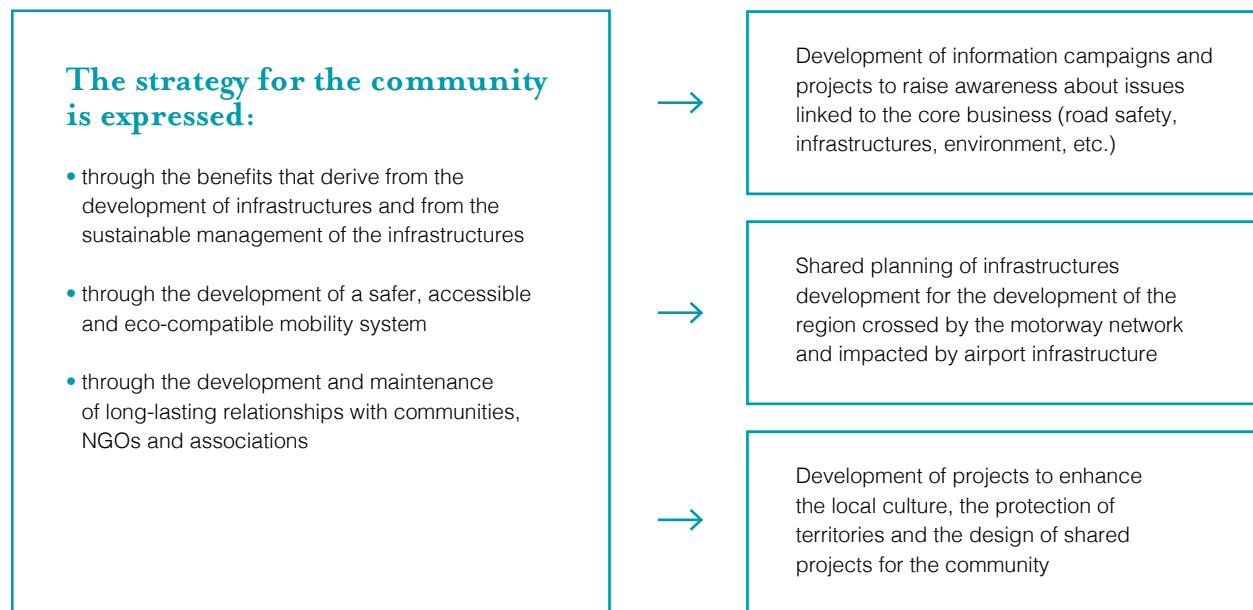 The strategy for the community
is expressed:
• through the benefits that derive from the
development of infrastructures and from the
sustainable management of the infrastructures
• through the development of a safer, accessible
and eco-compatible mobility system
• through the development and maintenance
of long-lasting relationships with communities,
NGOs and associations
Development of information campaigns and
projects to raise awareness about issues
linked to the core business (road safety,
infrastructures, environment, etc.)
Shared planning of infrastructures
development for the development of the
region crossed by the motorway network
and impacted by airport infrastructure
Development of projects to enhance
the local culture, the protection of
territories and the design of shared
projects for the community